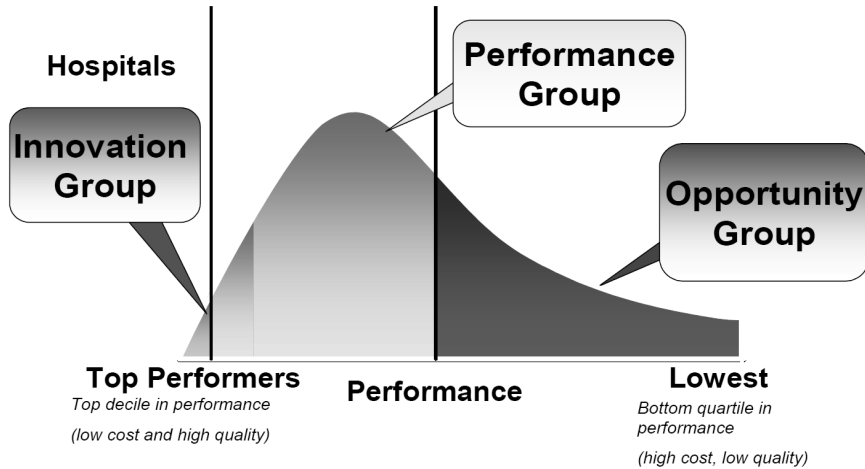 Hospitals
Performance
Group
Innovation
Group
Opportunity
Group
Top Performers
Top decile in performance
(low cost and high quality)
Performance
Lowest
Bottom quartile in
performance
(high cost, low quality)